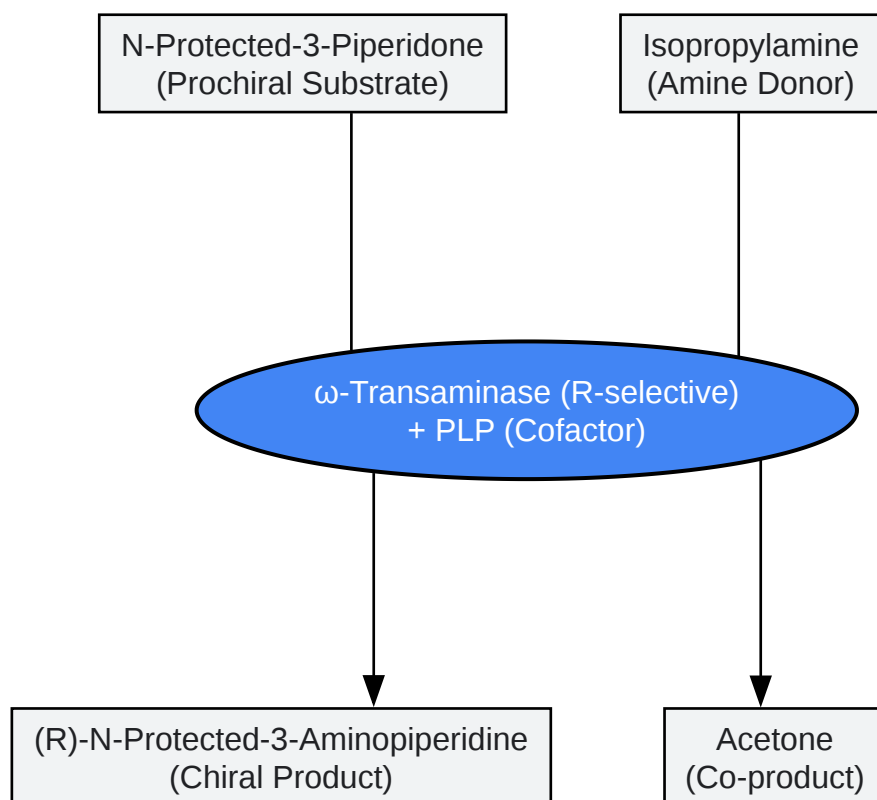 N-Protected-3-Piperidone
(Prochiral Substrate)
Isopropylamine
(Amine Donor)
ω-Transaminase (R-selective)
+ PLP (Cofactor)
(R)-N-Protected-3-Aminopiperidine
(Chiral Product)
Acetone
(Co-product)